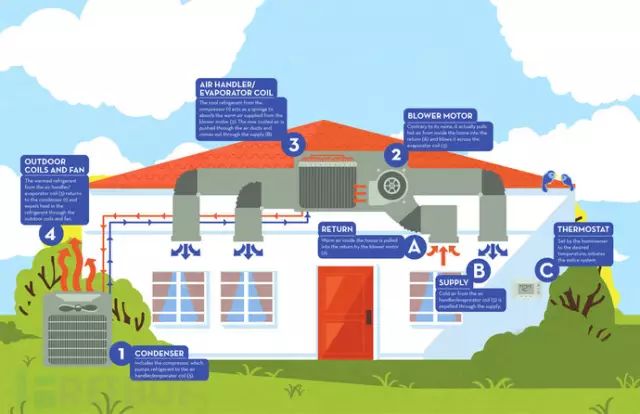 AIR HANDLER/
EVAPORATOR COIL
The cool refrigerant from the
compressor (1) acts as a sponge to
absorb the warm air supplied from the
blower motor (2). The now cooled air is
pushed through the air ducts and
comes out through the supply (B).
3
BLOWER MOTOR
Contrary to its name, it actually pulls
hot air from inside the home into the
return (A) and blows it across the
evaporator coil (3).
2
OUTDOOR
COILS AND FAN
The warmed refrigerant
from the air handler/
evaporator coil (3) returns
to the condenser (1) and
expels heat in the
refrigerant through the
outdoor coils and fan.
4
RETURN
Warm air inside the house is pulled
into the return by the blower motor
(2).
A
THERMOSTAT
Set by the homeowner
to the desired
temperature, initiates
the entire system.
C
B
SUPPLY
Cold air from the air
handler/evaporator coil (3) is
expelled through the supply.
1
CONDENSER
Includes the compressor, which
pumps refrigerant to the air
handler/evaporator coil (3).